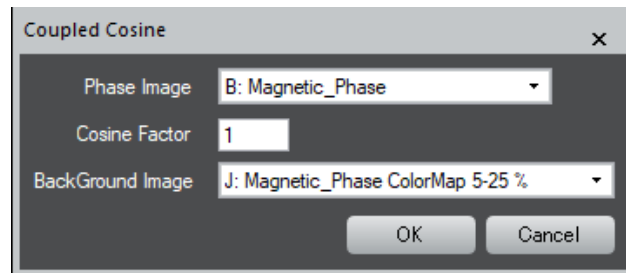 Coupled Cosine
Phase Image B: Magnetic_Phase
Cosine Factor 1
BackGround Image J: Magnetic_Phase ColorMap 5-25 %
OK Cancel